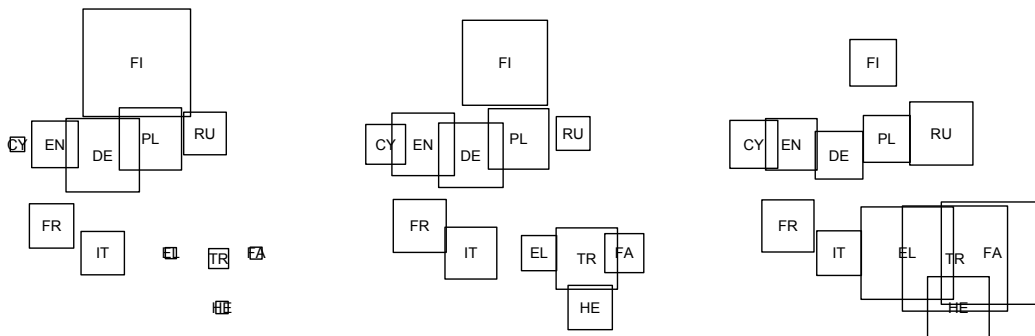 FI
CY EN DE PL RU
FR IT EL TR FA
HE
FI
CY EN DE PL RU
FR IT EL TR FA
HE
FI
CY EN DE PL RU
FR IT EL TR FA
HE